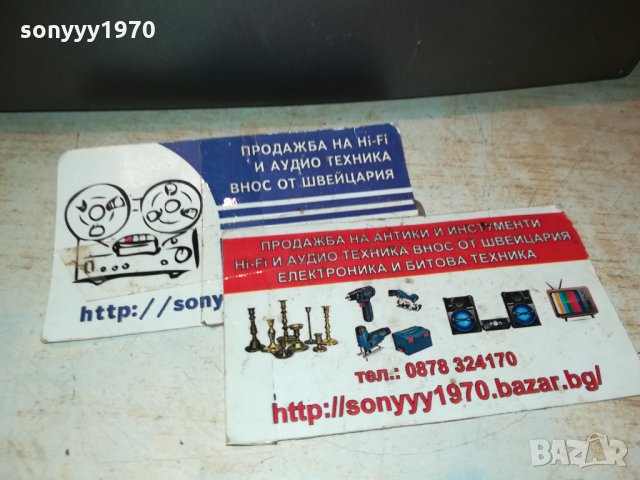 sonyyy1970
ПРОДАЖБА НА Hi-Fi
И АУДИО ТЕХНИКА
ВНОС ОТ ШВЕЙЦАРИЯ
http://sony
ПРОДАЖБА НА АНТИКИ И ИНСТРУМЕНТИ
Hi-Fi И АУДИО ТЕХНИКА ВНОС ОТ ШВЕЙЦАРИЯ
ЕЛЕКТРОНИКА И БИТОВА ТЕХНИКА
тел.: 0878 324170
http://sonyyy1970.bazar.bg/
BAZAR